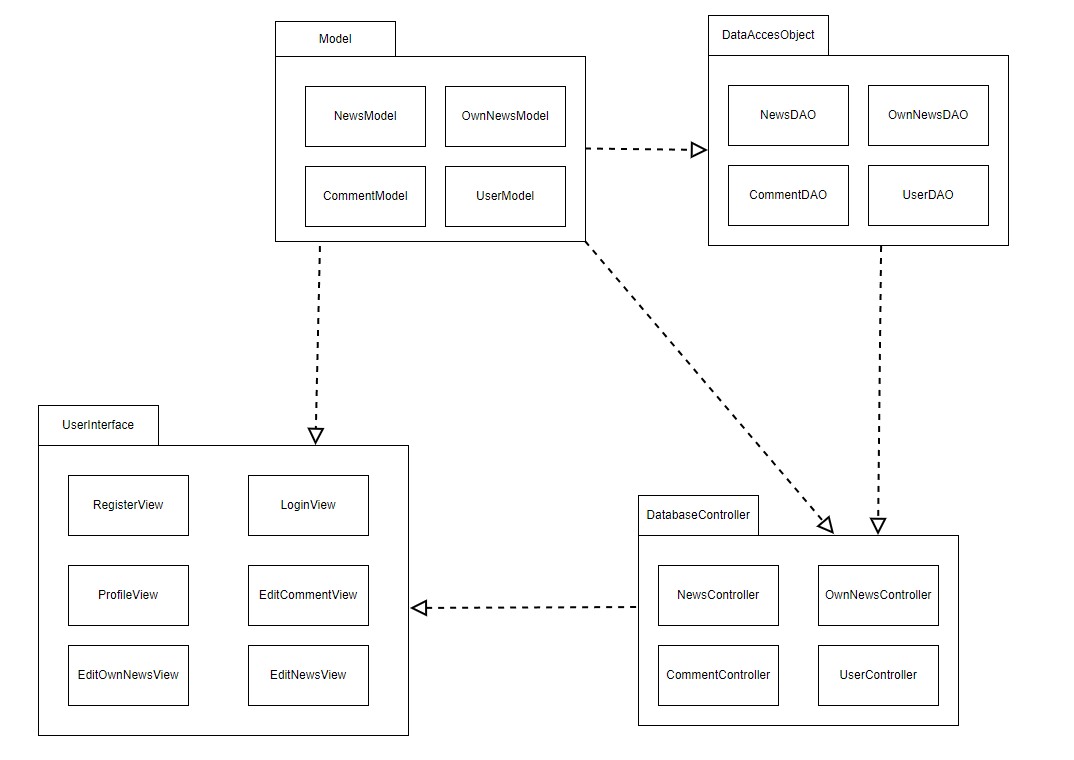 Model
NewsModel
OwnNewsModel
CommentModel
UserModel
DataAccesObject
NewsDAO
OwnNewsDAO
CommentDAO
UserDAO
UserInterface
RegisterView
LoginView
ProfileView
EditCommentView
EditOwnNewsView
EditNewsView
DatabaseController
NewsController
OwnNewsController
CommentController
UserController